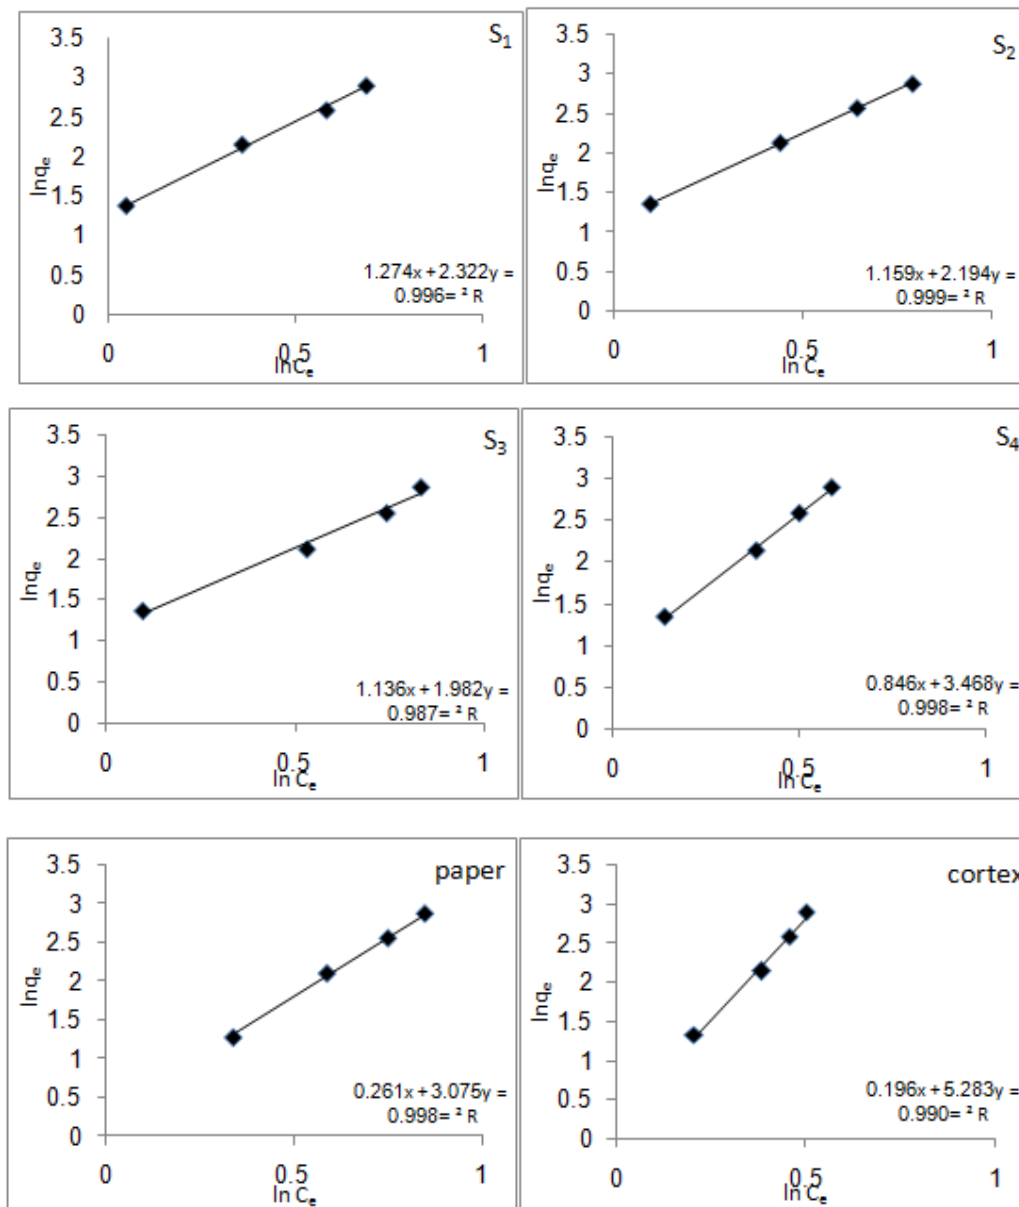 S₁
3.5
3
2.5
2
1.5
1
0.5
0
lnqₑ
1.274x + 2.322y =
0.996= ² R
0 0.5 1
lnCₑ
S₂
3.5
3
2.5
2
1.5
1
0.5
0
lnqₑ
1.159x + 2.194y =
0.999= ² R
0 0.5 1
ln Cₑ
S₃
3.5
3
2.5
2
1.5
1
0.5
0
lnqₑ
1.136x + 1.982y =
0.987= ² R
0 0.5 1
ln Cₑ
S₄
3.5
3
2.5
2
1.5
1
0.5
0
lnqₑ
0.846x + 3.468y =
0.998= ² R
0 0.5 1
ln Cₑ
paper
3.5
3
2.5
2
1.5
1
0.5
0
lnqₑ
0.261x + 3.075y =
0.998= ² R
0 0.5 1
ln Cₑ
cortex
3.5
3
2.5
2
1.5
1
0.5
0
lnqₑ
0.196x + 5.283y =
0.990= ² R
0 0.5 1
ln Cₑ